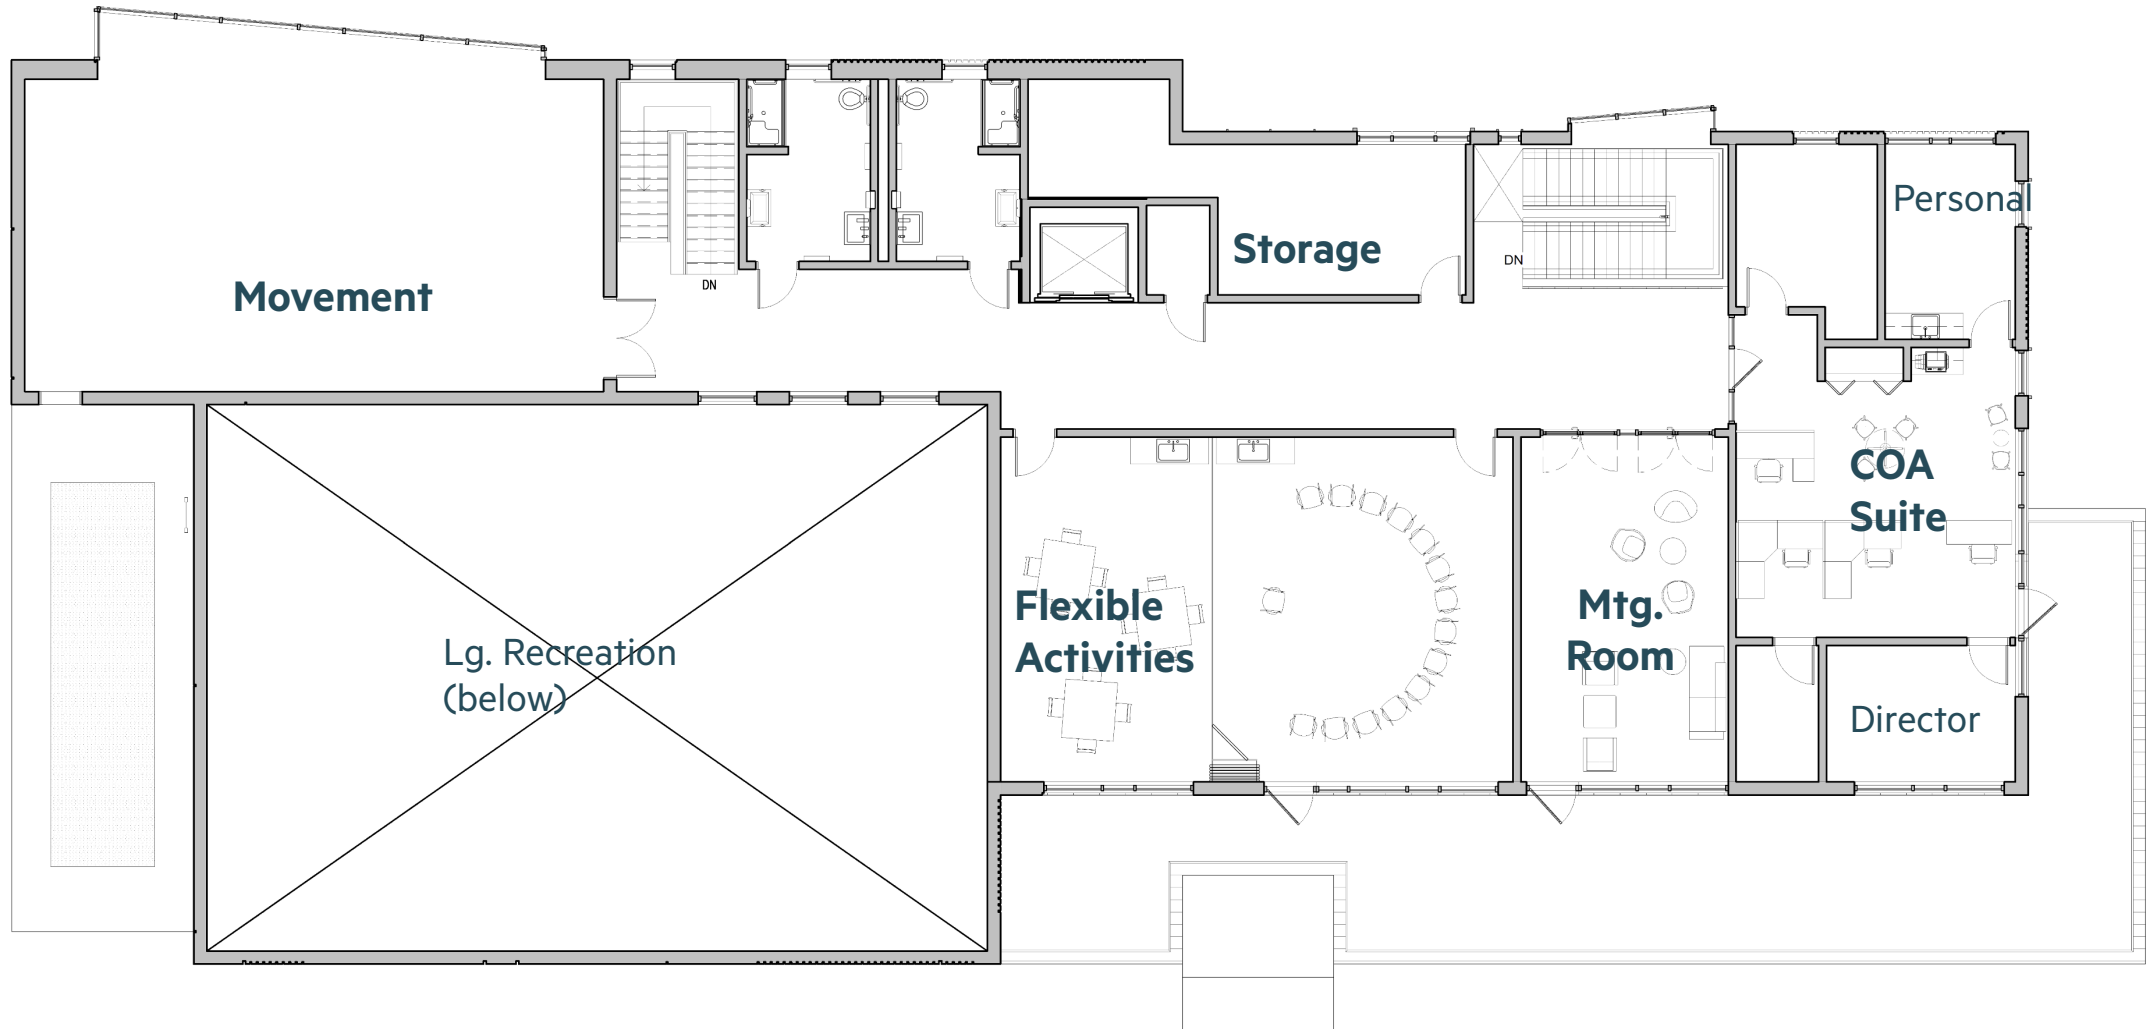 Personal
Storage
DN
DN
Movement
COA
Suite
Flexible
Activities
Mtg.
Room
Lg. Recreation
(below)
Director